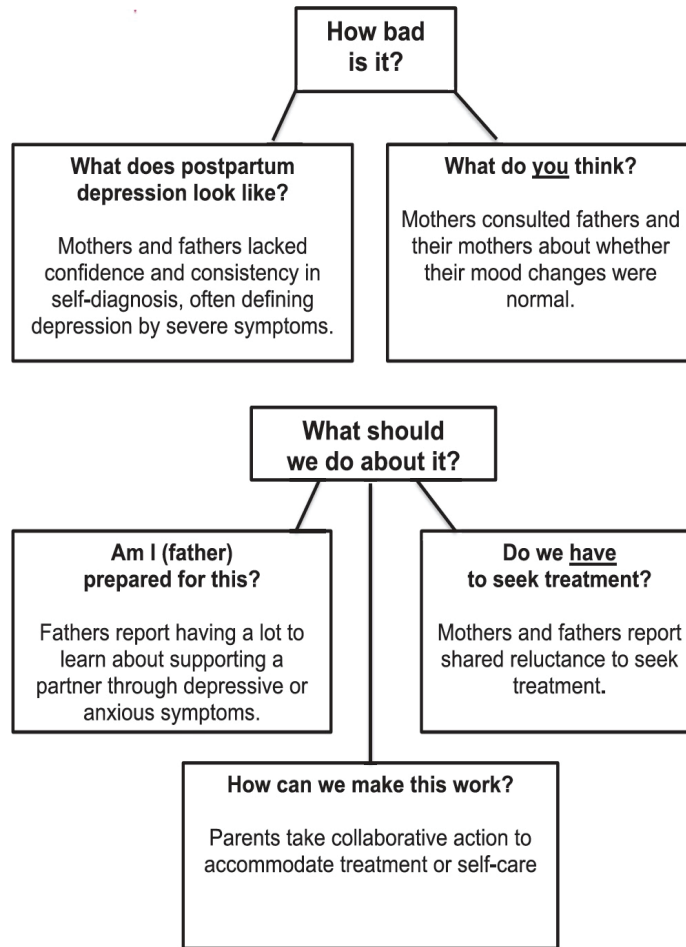 How bad
is it?
What does postpartum
depression look like?
Mothers and fathers lacked
confidence and consistency in
self-diagnosis, often defining
depression by severe symptoms.
What do you think?
Mothers consulted fathers and
their mothers about whether
their mood changes were
normal.
What should
we do about it?
Am I (father)
prepared for this?
Fathers report having a lot to
learn about supporting a
partner through depressive or
anxious symptoms.
Do we have
to seek treatment?
Mothers and fathers report
shared reluctance to seek
treatment.
How can we make this work?
Parents take collaborative action to
accommodate treatment or self-care